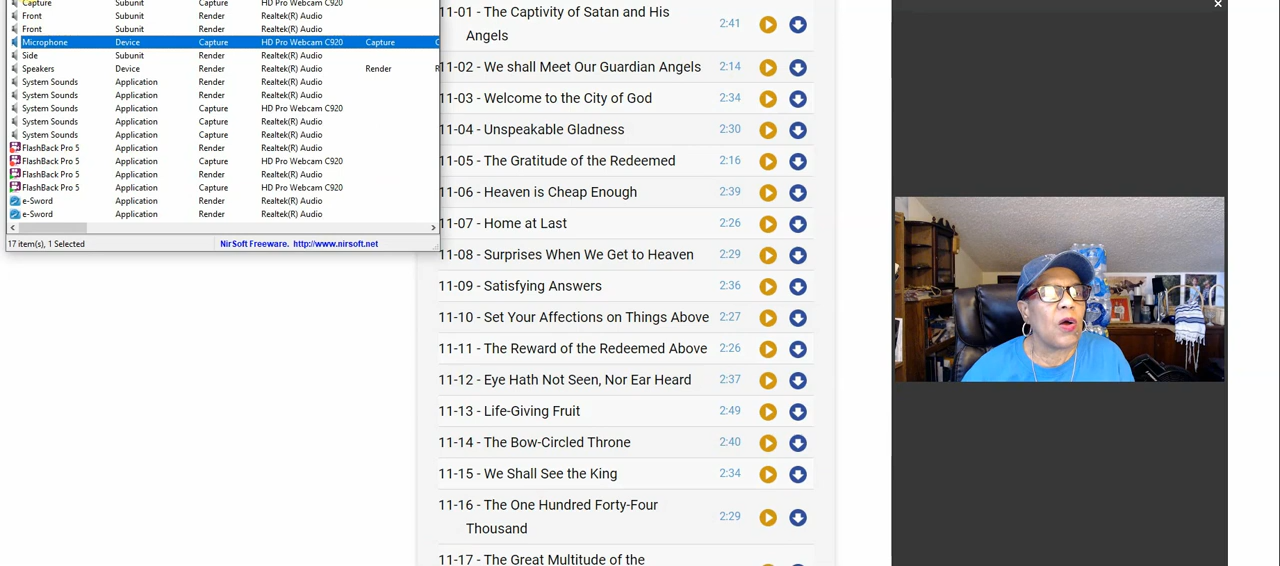 Capture Subunit Capture HD Pro Webcam C920
Front Subunit Render Realtek(R) Audio
Front Subunit Render Realtek(R) Audio
Microphone Device Capture HD Pro Webcam C920 Capture
Side Subunit Render Realtek(R) Audio
Speakers Device Render Realtek(R) Audio Render
System Sounds Application Render Realtek(R) Audio
System Sounds Application Render Realtek(R) Audio
System Sounds Application Capture HD Pro Webcam C920
System Sounds Application Capture Realtek(R) Audio
System Sounds Application Render Realtek(R) Audio
FlashBack Pro 5 Application Render Realtek(R) Audio
FlashBack Pro 5 Application Capture HD Pro Webcam C920
FlashBack Pro 5 Application Render Realtek(R) Audio
FlashBack Pro 5 Application Capture HD Pro Webcam C920
e-Sword Application Render Realtek(R) Audio
e-Sword Application Render Realtek(R) Audio
17 item(s), 1 Selected NirSoft Freeware. http://www.nirsoft.net
11-01 - The Captivity of Satan and His
Angels 2:41
11-02 - We shall Meet Our Guardian Angels 2:14
11-03 - Welcome to the City of God 2:34
11-04 - Unspeakable Gladness 2:30
11-05 - The Gratitude of the Redeemed 2:16
11-06 - Heaven is Cheap Enough 2:39
11-07 - Home at Last 2:26
11-08 - Surprises When We Get to Heaven 2:29
11-09 - Satisfying Answers 2:36
11-10 - Set Your Affections on Things Above 2:27
11-11 - The Reward of the Redeemed Above 2:26
11-12 - Eye Hath Not Seen, Nor Ear Heard 2:37
11-13 - Life-Giving Fruit 2:49
11-14 - The Bow-Circled Throne 2:40
11-15 - We Shall See the King 2:34
11-16 - The One Hundred Forty-Four
Thousand 2:29
11-17 - The Great Multitude of the